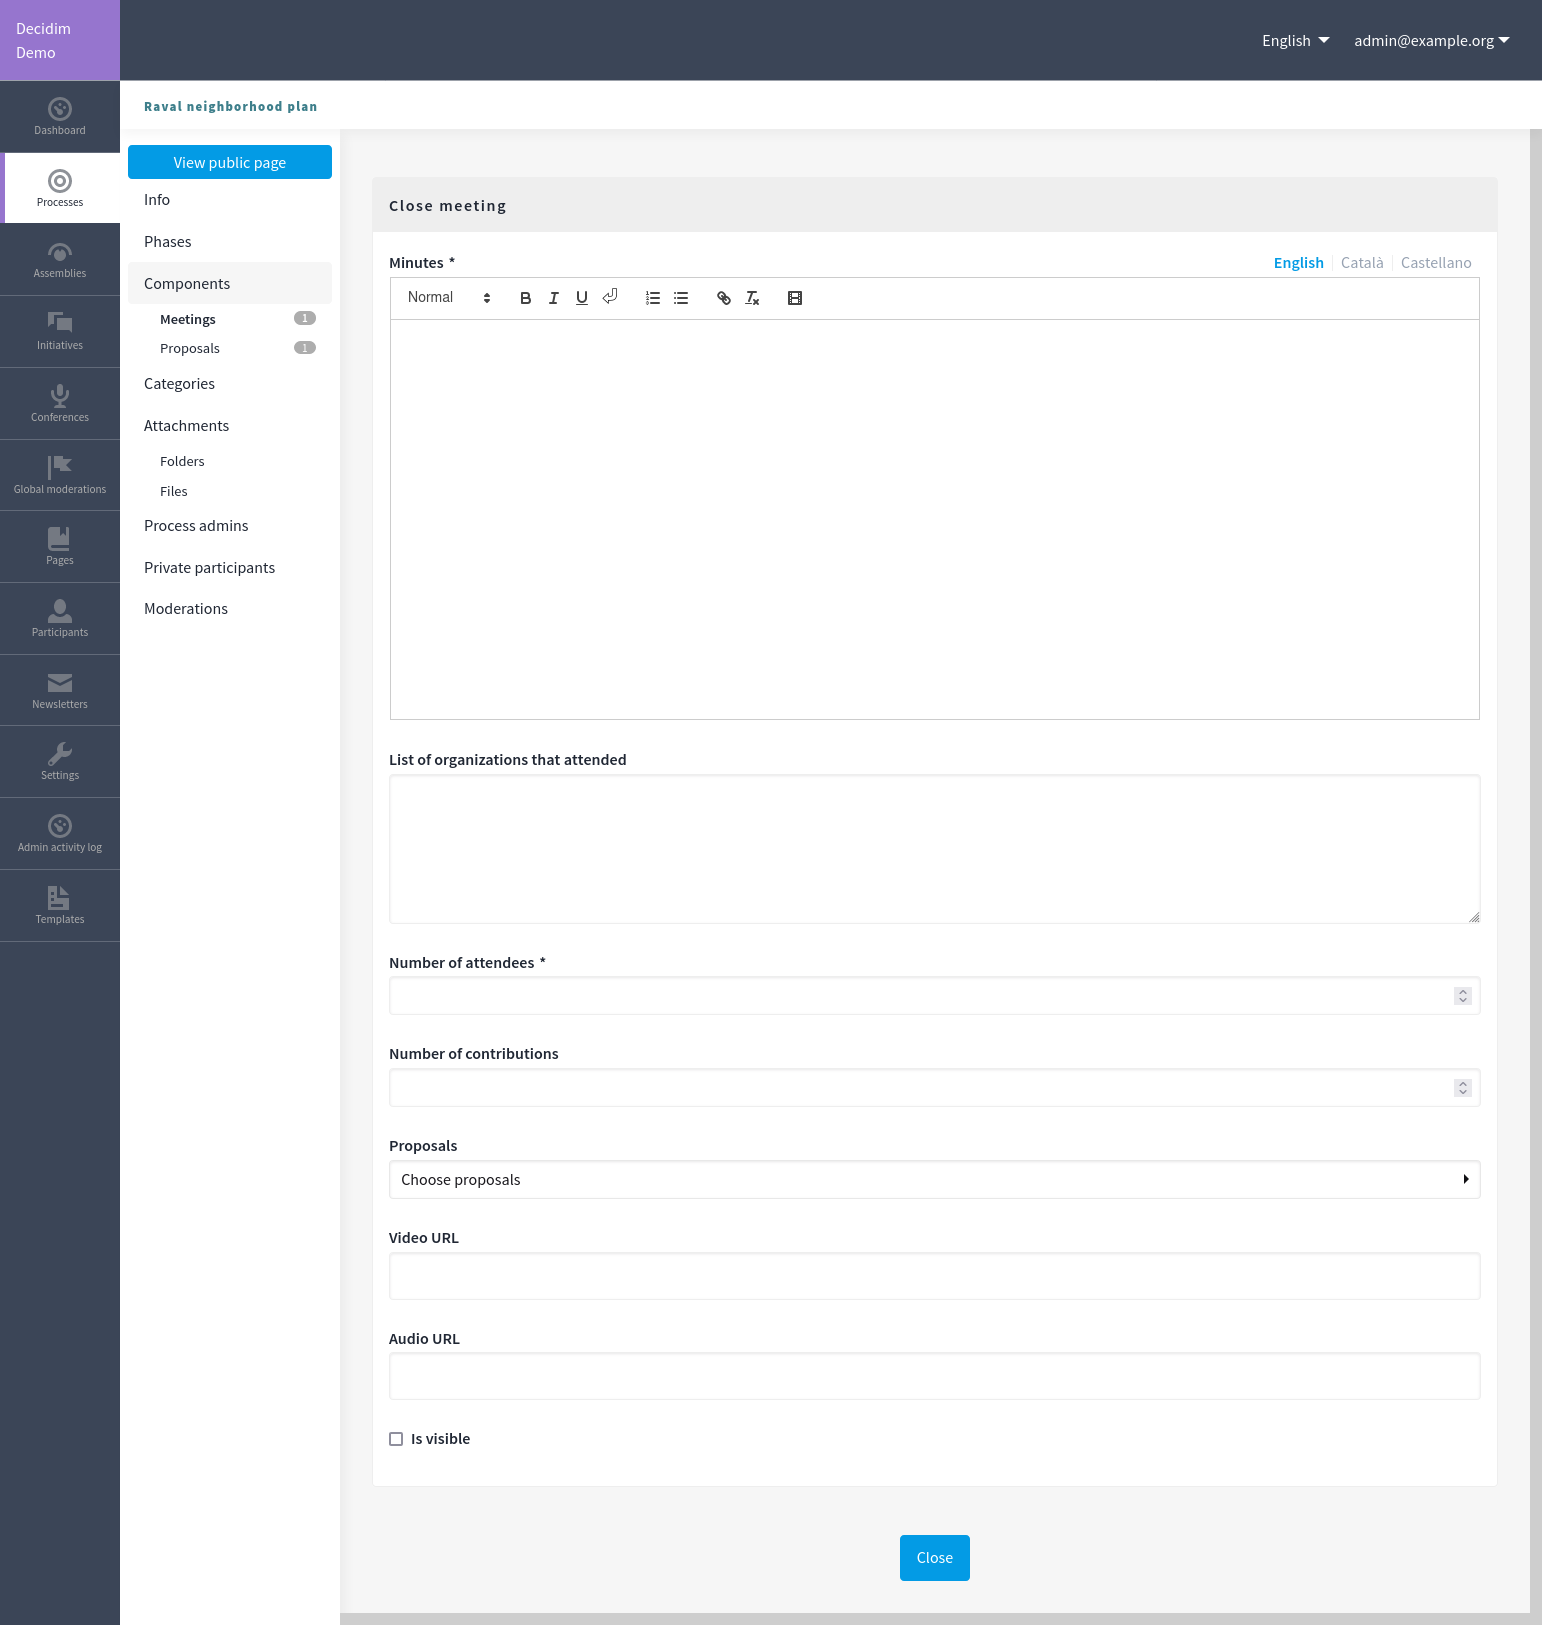 Decidim
Demo
English
admin@example.org
Dashboard
Processes
Assemblies
Initiatives
Conferences
Global moderations
Pages
Participants
Newsletters
Settings
Admin activity log
Templates
Raval neighborhood plan
View public page
Info
Phases
Components
Meetings 1
Proposals 1
Categories
Attachments
Folders
Files
Process admins
Private participants
Moderations
Close meeting
Minutes *
English Català Castellano
Normal
List of organizations that attended
Number of attendees *
Number of contributions
Proposals
Choose proposals
Video URL
Audio URL
Is visible
Close